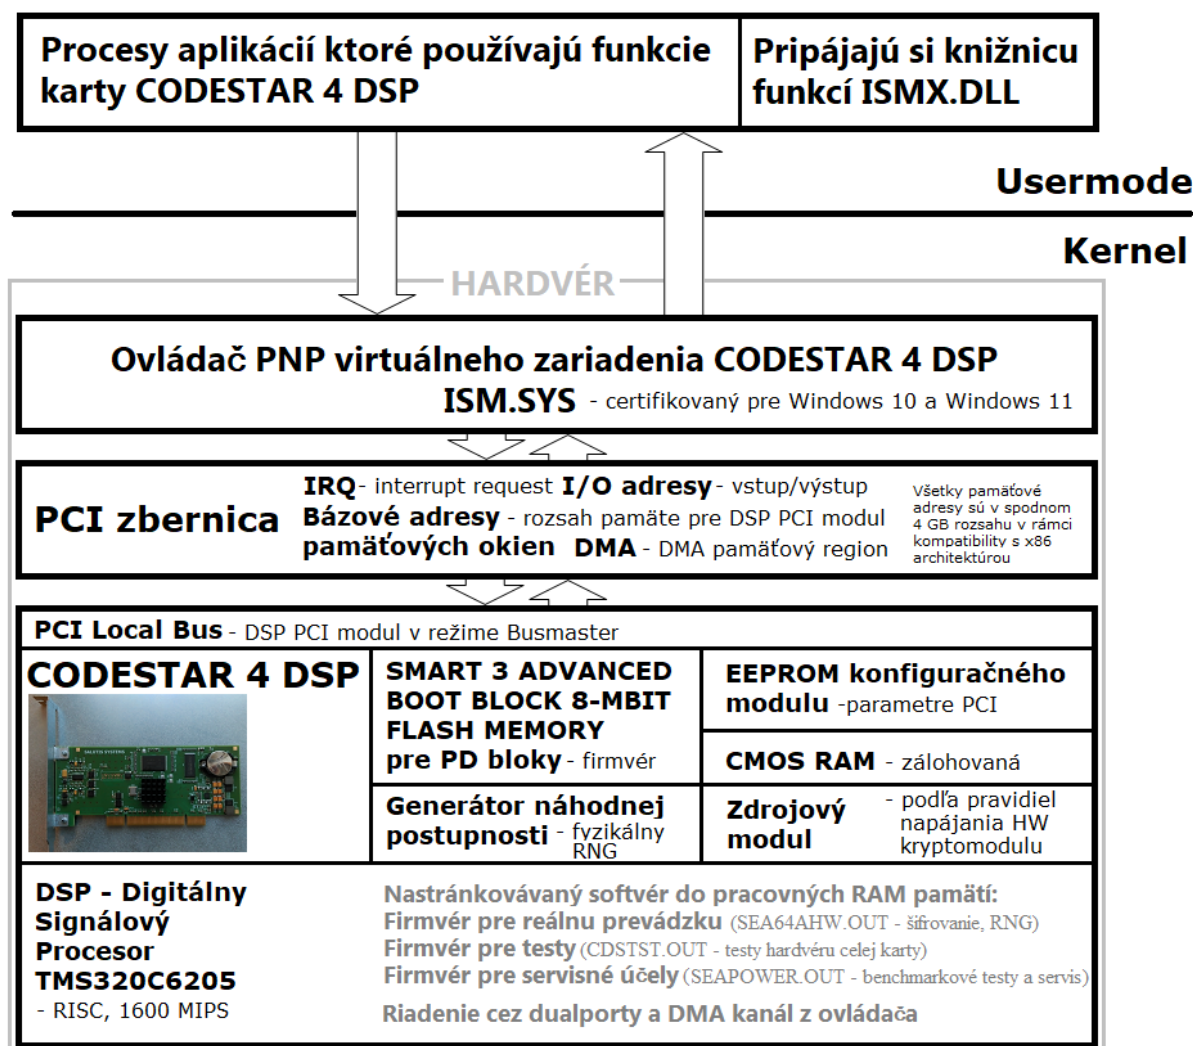 Procesy aplikácií ktoré používajú funkcie
karty CODESTAR 4 DSP
Pripájajú si knižnicu
funkcí ISMX.DLL
Usermode
Kernel
HARDVÉR
Ovládač PNP virtuálneho zariadenia CODESTAR 4 DSP
ISM.SYS - certifikovaný pre Windows 10 a Windows 11
PCI zbernica
IRQ - interrupt request I/O adresy - vstup/výstup
Bázové adresy - rozsah pamäte pre DSP PCI modul
pamäťových okien DMA - DMA pamäťový region
Všetky pamäťové
adresy sú v spodnom
4 GB rozsahu v rámci
kompatibility s x86
architektúrou
PCI Local Bus - DSP PCI modul v režime Busmaster
CODESTAR 4 DSP
SMART 3 ADVANCED
BOOT BLOCK 8-MBIT
FLASH MEMORY
pre PD bloky - firmvér
EEPROM konfiguračného
modulu -parametre PCI
CMOS RAM - zálohovaná
Generátor náhodnej
postupnosti - fyzikálny
RNG
Zdrojový
modul
- podľa pravidiel
napájania HW
kryptomodulu
DSP - Digitálny
Signálový
Procesor
TMS320C6205
- RISC, 1600 MIPS
Nastránkovávaný softvér do pracovných RAM pamätí:
Firmvér pre reálnu prevádzku (SEA64AHW.OUT - šifrovanie, RNG)
Firmvér pre testy (CDSTST.OUT - testy hardvéru celej karty)
Firmvér pre servisné účely (SEAPOWER.OUT - benchmarkové testy a servis)
Riadenie cez dualporty a DMA kanál z ovládača